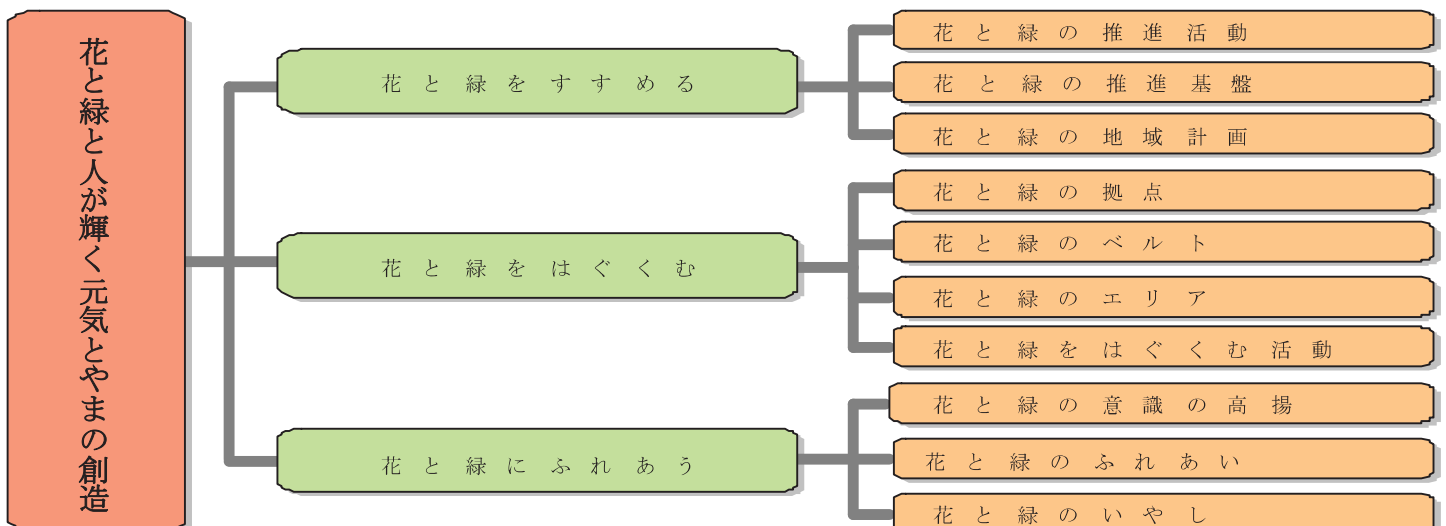 花と緑と人が輝く元気とやまの創造
花と緑をすすめる
花と緑の推進活動
花と緑の推進基盤
花と緑の地域計画
花と緑をはぐくむ
花と緑の拠点
花と緑のベルト
花と緑のエリア
花と緑をはぐくむ活動
花と緑にふれあう
花と緑の意識の高揚
花と緑のふれあい
花と緑のいやし